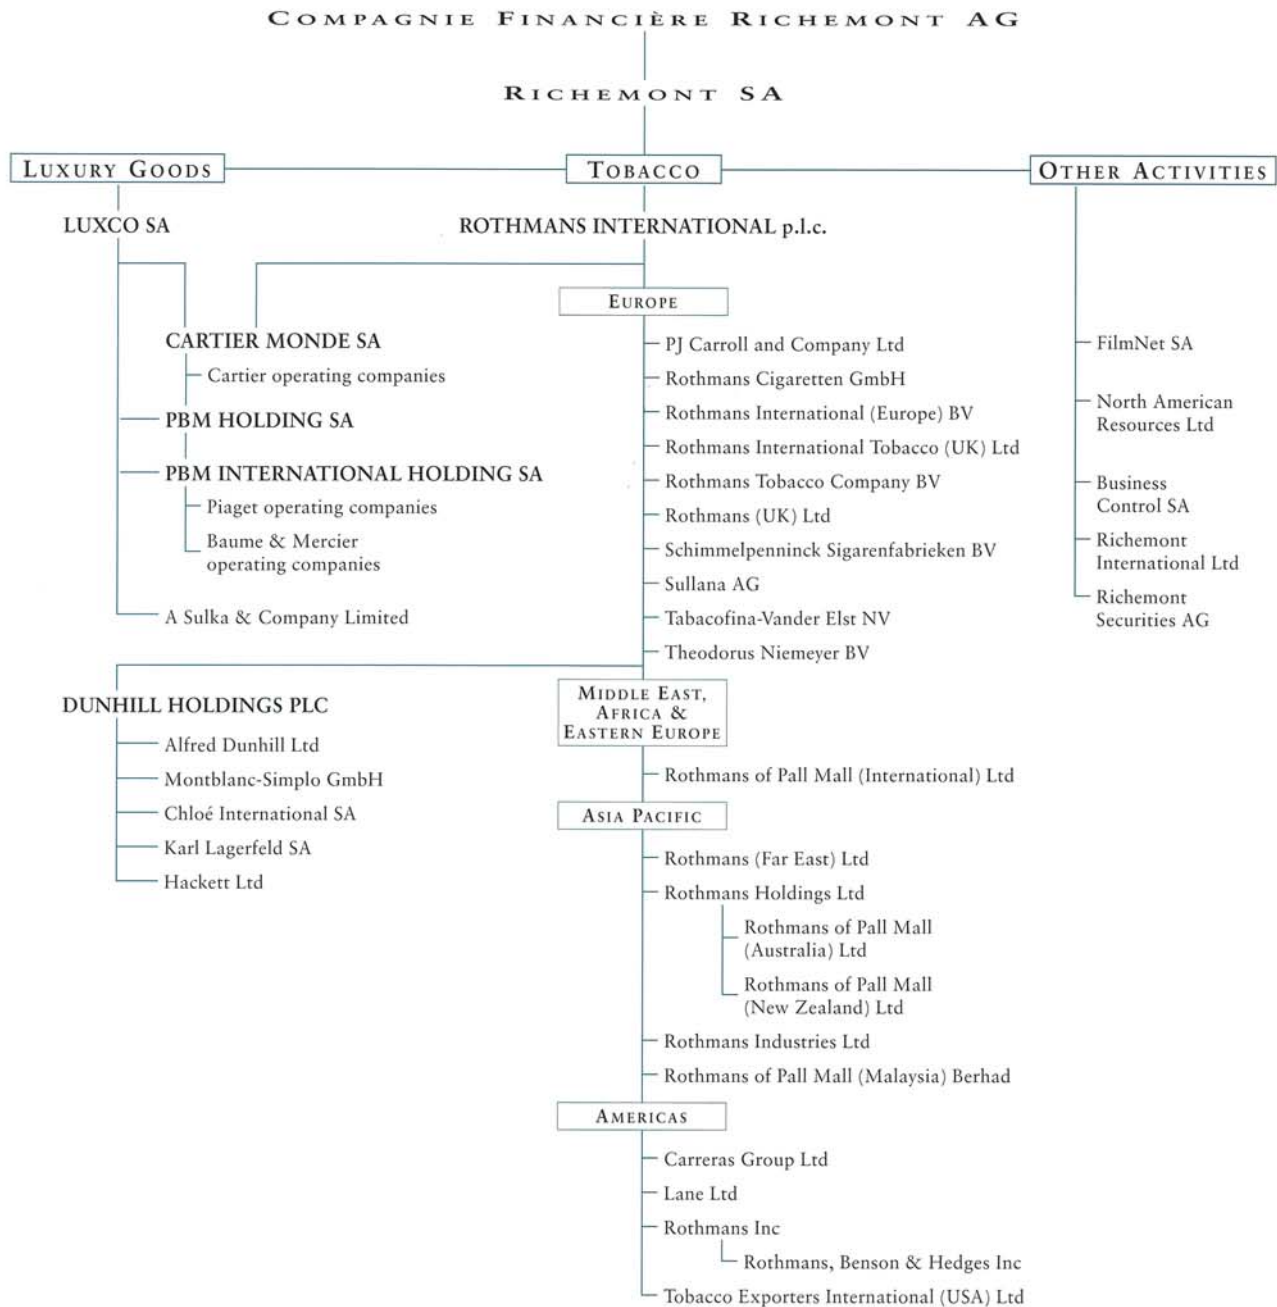 COMPAGNIE FINANCIÈRE RICHEMONT AG
RICHEMONT SA
LUXURY GOODS
LUXCO SA
CARTIER MONDE SA
Cartier operating companies
PBM HOLDING SA
PBM INTERNATIONAL HOLDING SA
Piaget operating companies
Baume & Mercier
operating companies
A Sulka & Company Limited
DUNHILL HOLDINGS PLC
Alfred Dunhill Ltd
Montblanc-Simplo GmbH
Chloé International SA
Karl Lagerfeld SA
Hackett Ltd
TOBACCO
ROTHMANS INTERNATIONAL p.l.c.
EUROPE
PJ Carroll and Company Ltd
Rothmans Cigaretten GmbH
Rothmans International (Europe) BV
Rothmans International Tobacco (UK) Ltd
Rothmans Tobacco Company BV
Rothmans (UK) Ltd
Schimmelpenninck Sigarenfabrieken BV
Sullana AG
Tabacofina-Vander Elst NV
Theodorus Niemeyer BV
MIDDLE EAST,
AFRICA &
EASTERN EUROPE
Rothmans of Pall Mall (International) Ltd
ASIA PACIFIC
Rothmans (Far East) Ltd
Rothmans Holdings Ltd
Rothmans of Pall Mall
(Australia) Ltd
Rothmans of Pall Mall
(New Zealand) Ltd
Rothmans Industries Ltd
Rothmans of Pall Mall (Malaysia) Berhad
AMERICAS
Carreras Group Ltd
Lane Ltd
Rothmans Inc
Rothmans, Benson & Hedges Inc
Tobacco Exporters International (USA) Ltd
OTHER ACTIVITIES
FilmNet SA
North American
Resources Ltd
Business
Control SA
Richemont
International Ltd
Richemont
Securities AG